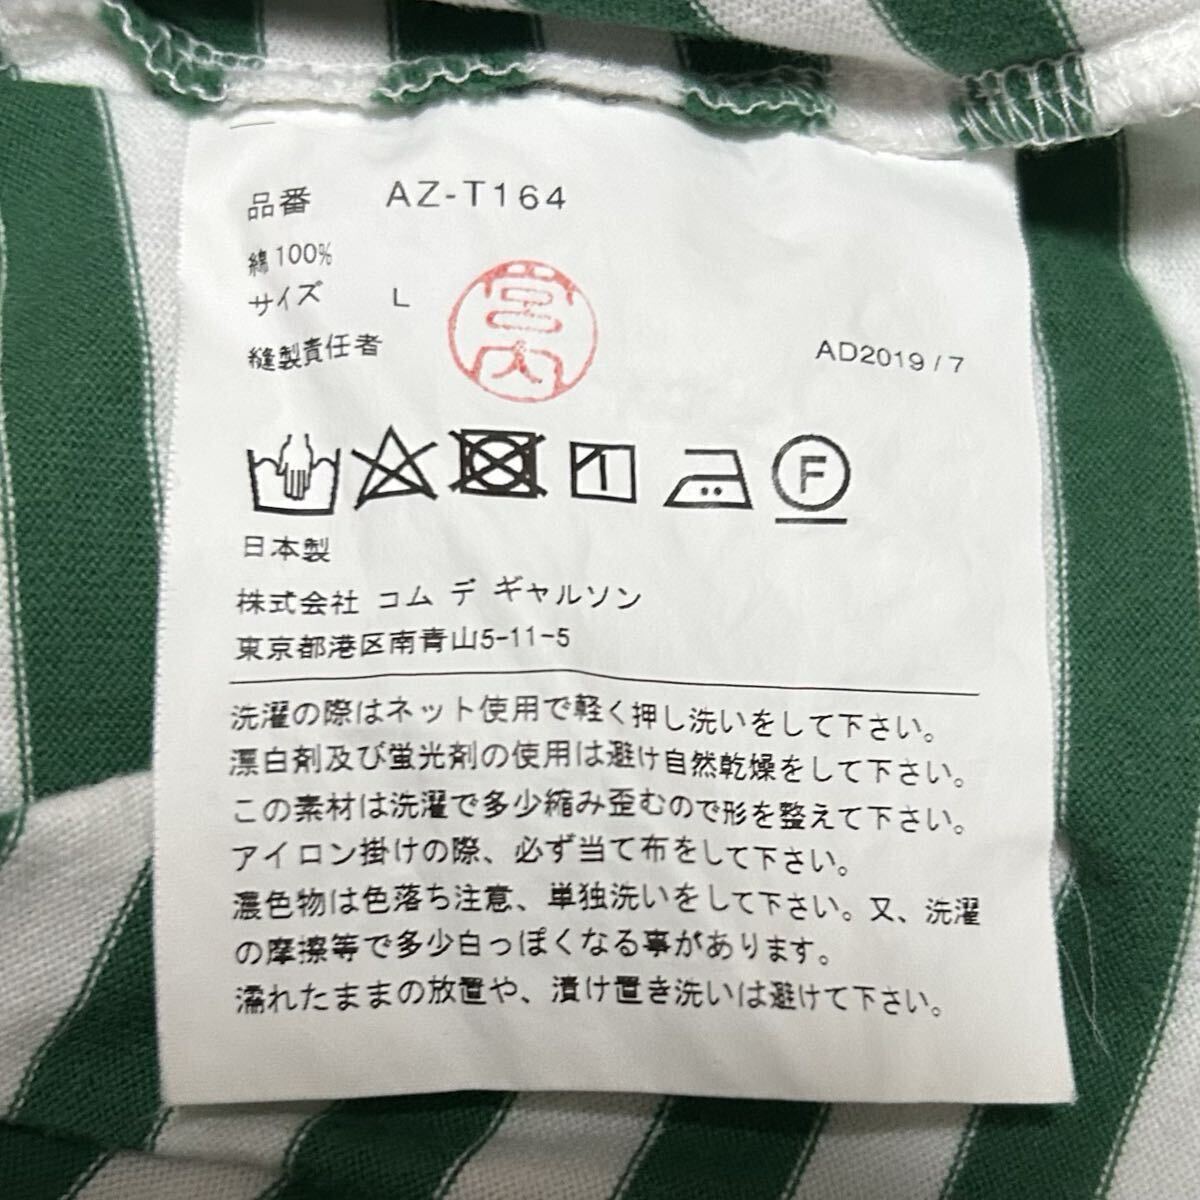 品番 AZ-T164
綿100%
サイズ L
縫製責任者 宮内
AD2019/7
F
日本製
株式会社 コム デ ギャルソン
東京都港区南青山5-11-5
洗濯の際はネット使用で軽く押し洗いをして下さい。
漂白剤及び蛍光剤の使用は避け自然乾燥をして下さい。
この素材は洗濯で多少縮み歪むので形を整えて下さい。
アイロン掛けの際、必ず当て布をして下さい。
濃色物は色落ち注意、単独洗いをして下さい。又、洗濯
の摩擦等で多少白っぽくなる事があります。
濡れたままの放置や、漬け置き洗いは避けて下さい。